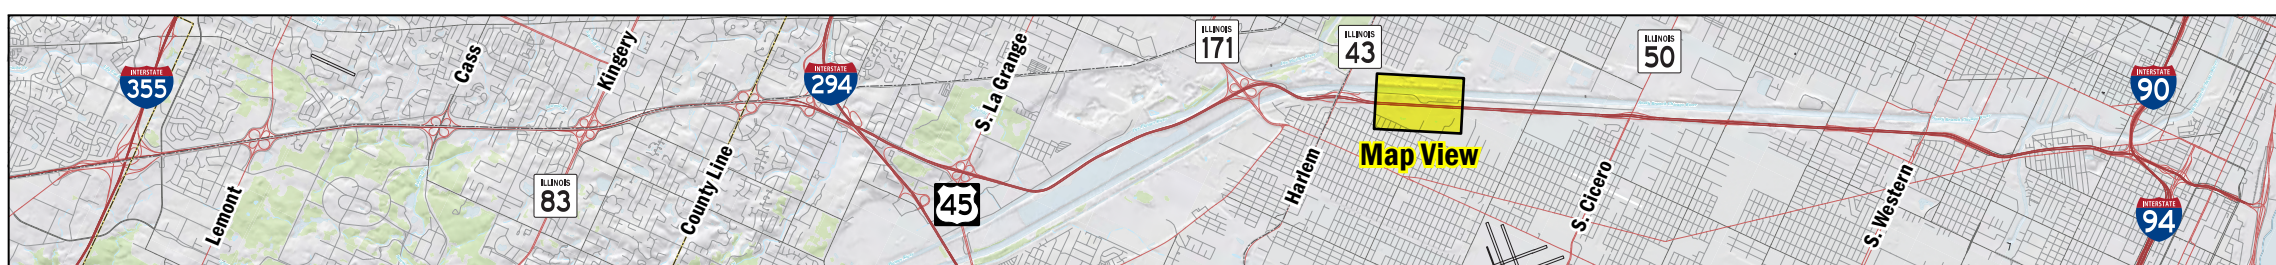 INTERSTATE
355
Lemont
Cass
Kingery
ILLINOIS
83
County Line
INTERSTATE
294
S. La Grange
45
ILLINOIS
171
Harlem
ILLINOIS
43
Map View
ILLINOIS
50
S. Cicero
S. Western
INTERSTATE
90
INTERSTATE
94